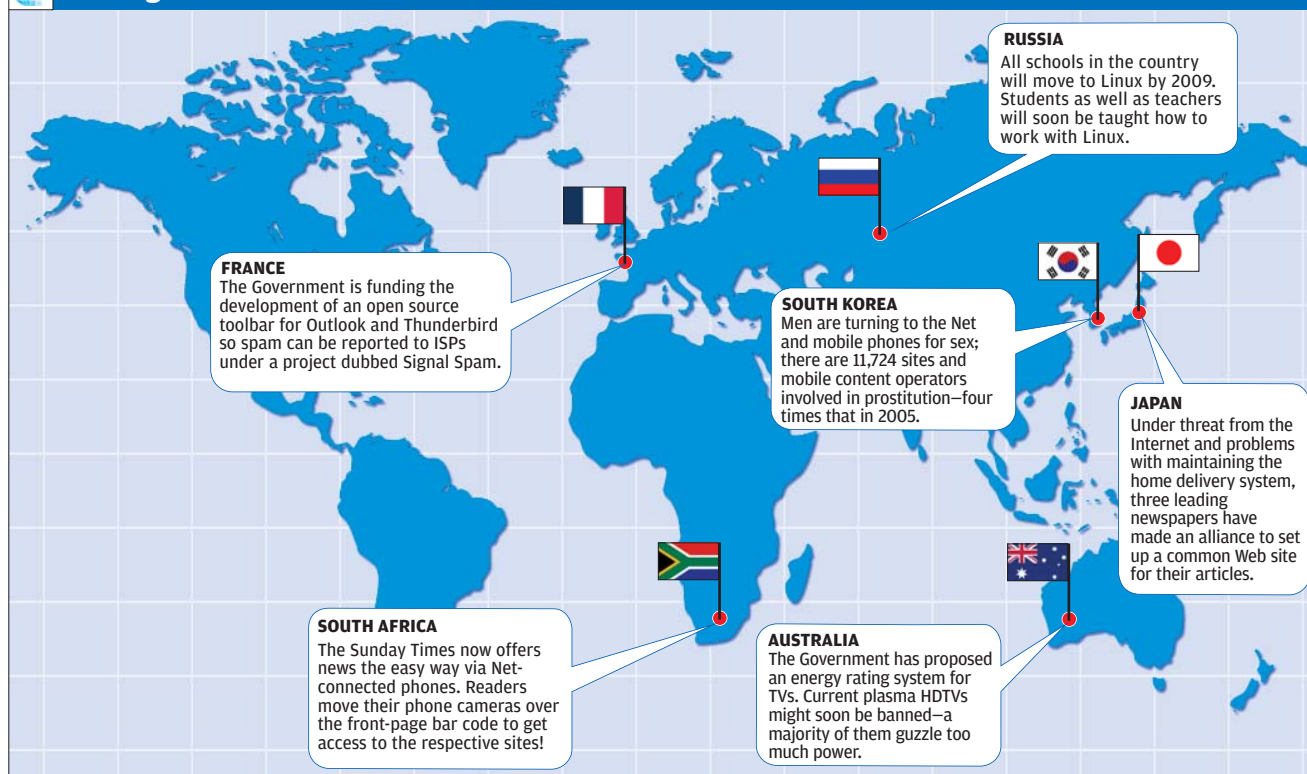 RUSSIA
All schools in the country
will move to Linux by 2009.
Students as well as teachers
will soon be taught how to
work with Linux.
FRANCE
The Government is funding the
development of an open source
toolbar for Outlook and Thunderbird
so spam can be reported to ISPs
under a project dubbed Signal Spam.
SOUTH KOREA
Men are turning to the Net
and mobile phones for sex;
there are 11,724 sites and
mobile content operators
involved in prostitution—four
times that in 2005.
JAPAN
Under threat from the
Internet and problems
with maintaining the
home delivery system,
three leading
newspapers have
made an alliance to set
up a common Web site
for their articles.
SOUTH AFRICA
The Sunday Times now offers
news the easy way via Net-
connected phones. Readers
move their phone cameras over
the front-page bar code to get
access to the respective sites!
AUSTRALIA
The Government has proposed
an energy rating system for
TVs. Current plasma HDTVs
might soon be banned—a
majority of them guzzle too
much power.